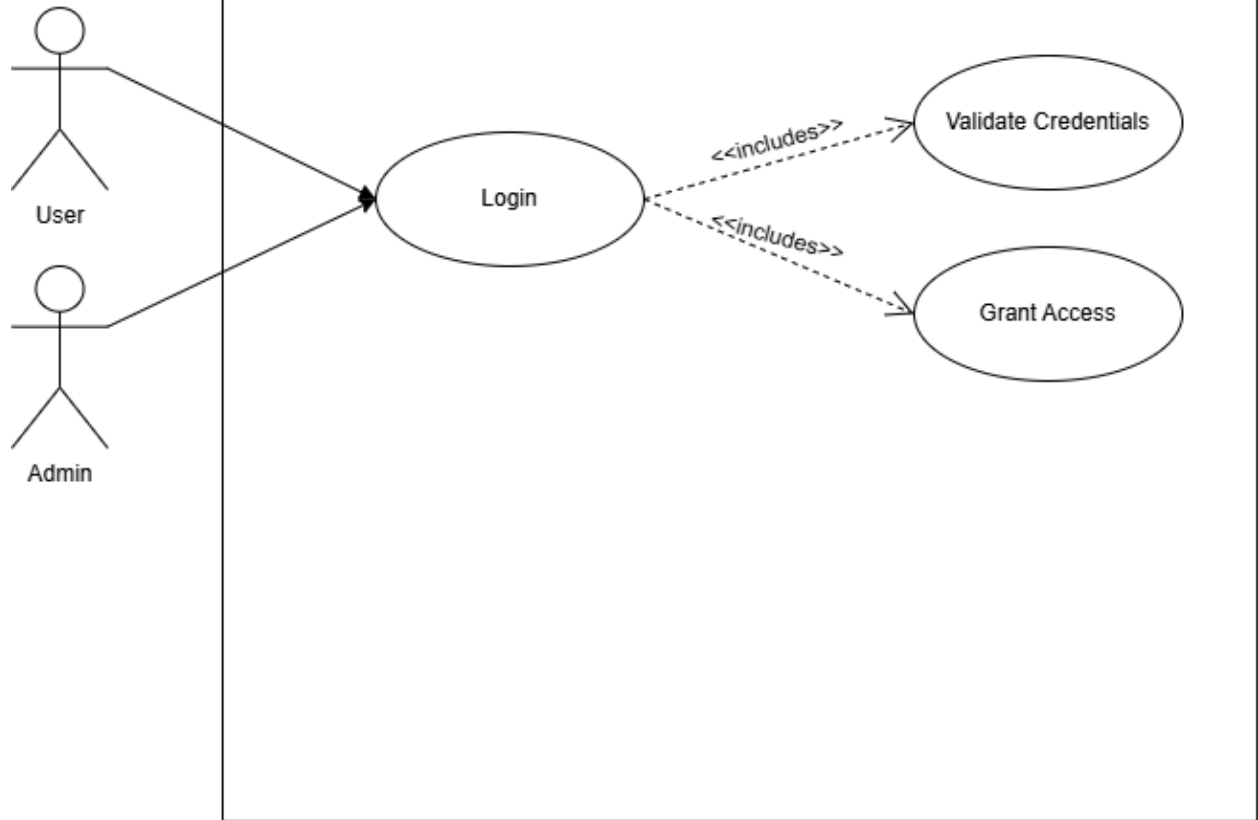 User
Admin
Login
<<includes>>
<<includes>>
Validate Credentials
Grant Access